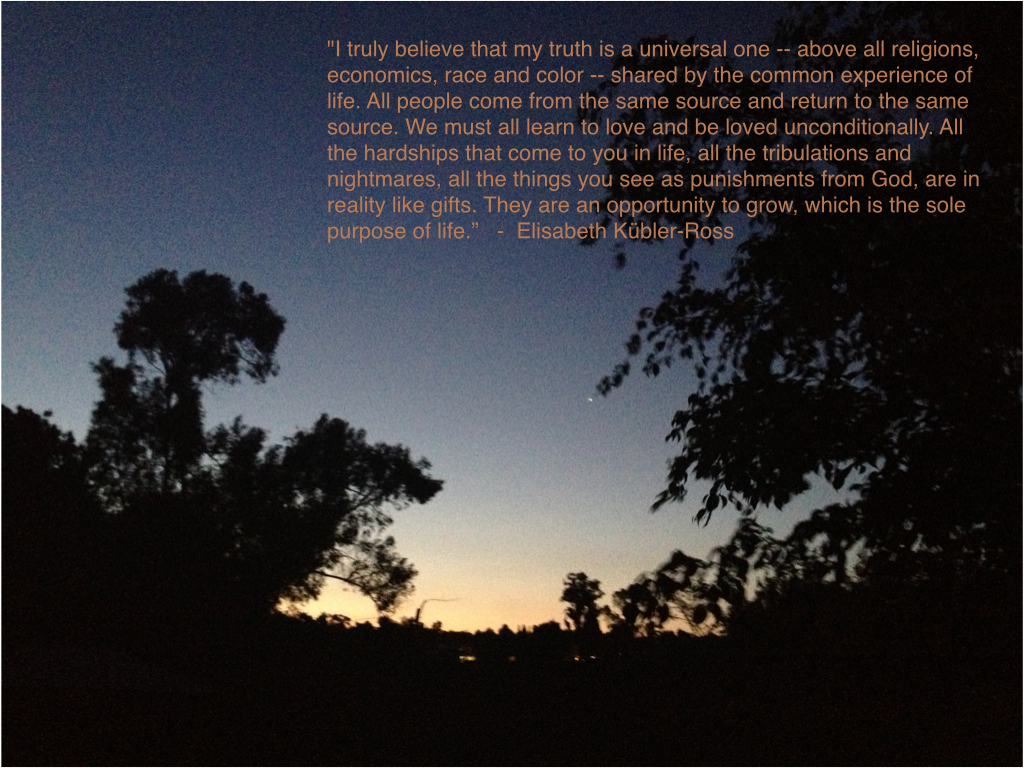 "I truly believe that my truth is a universal one -- above all religions,
economics, race and color -- shared by the common experience of
life. All people come from the same source and return to the same
source. We must all learn to love and be loved unconditionally. All
the hardships that come to you in life, all the tribulations and
nightmares, all the things you see as punishments from God, are in
reality like gifts. They are an opportunity to grow, which is the sole
purpose of life.”   -  Elisabeth Kübler-Ross